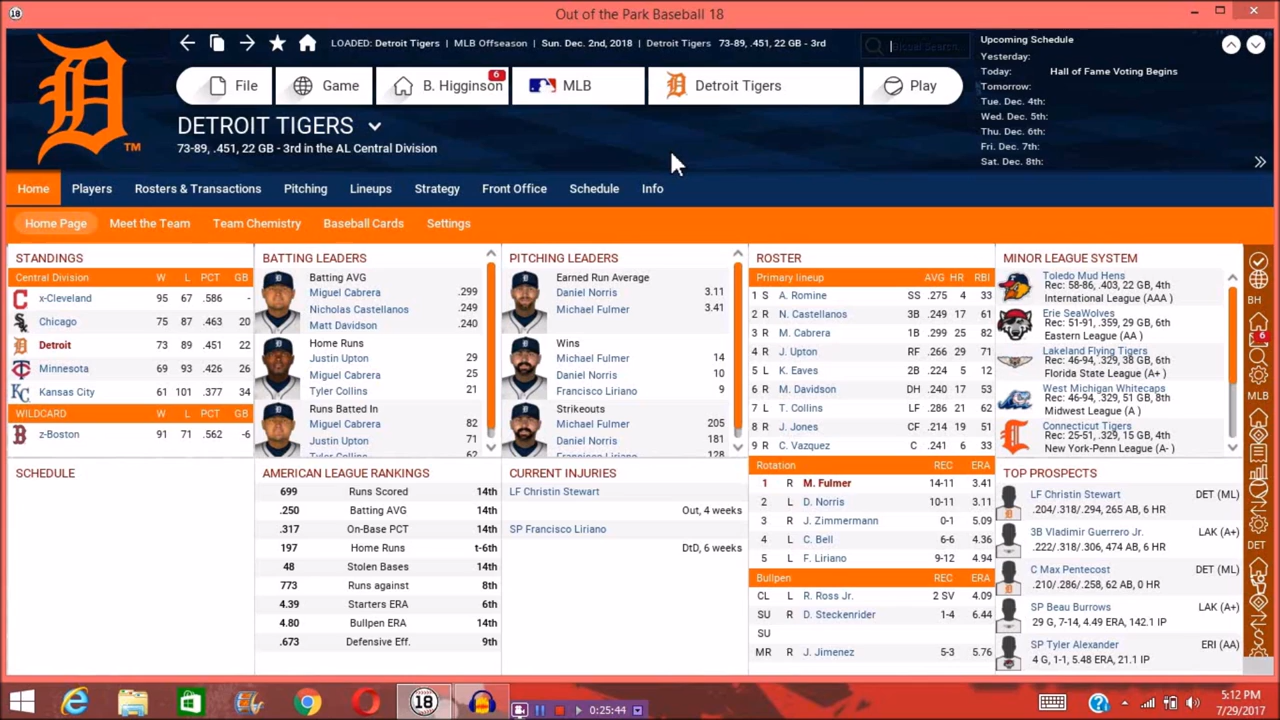 Out of the Park Baseball 18
LOADED: Detroit Tigers | MLB Offseason | Sun. Dec. 2nd, 2018 | Detroit Tigers 73-89, .451, 22 GB - 3rd
Upcoming Schedule
Yesterday:
Today: Hall of Fame Voting Begins
Tomorrow:
Tue. Dec. 4th:
Wed. Dec. 5th:
Thu. Dec. 6th:
Fri. Dec. 7th:
Sat. Dec. 8th:
File
Game
B. Higginson
6
MLB
Detroit Tigers
Play
DETROIT TIGERS
73-89, .451, 22 GB - 3rd in the AL Central Division
Home Players Rosters & Transactions Pitching Lineups Strategy Front Office Schedule Info
Home Page Meet the Team Team Chemistry Baseball Cards Settings
STANDINGS
Central Division W L PCT GB
x-Cleveland 95 67 .586 -
Chicago 75 87 .463 20
Detroit 73 89 .451 22
Minnesota 69 93 .426 26
Kansas City 61 101 .377 34
WILDCARD W L PCT GB
z-Boston 91 71 .562 -6
BATTING LEADERS
Batting AVG
Miguel Cabrera .299
Nicholas Castellanos .249
Matt Davidson .240
Home Runs
Justin Upton 29
Miguel Cabrera 25
Tyler Collins 21
Runs Batted In
Miguel Cabrera 82
Justin Upton 71
Tyler Collins 62
PITCHING LEADERS
Earned Run Average
Daniel Norris 3.11
Michael Fulmer 3.41
Wins
Michael Fulmer 14
Daniel Norris 10
Francisco Liriano 9
Strikeouts
Michael Fulmer 205
Daniel Norris 181
Francisco Liriano 128
ROSTER
Primary lineup AVG HR RBI
1 S A. Romine SS .275 4 33
2 R N. Castellanos 3B .249 17 61
3 R M. Cabrera 1B .299 25 82
4 R J. Upton RF .266 29 71
5 L K. Eaves 2B .224 5 12
6 R M. Davidson DH .240 17 53
7 L T. Collins LF .286 21 62
8 R J. Jones CF .214 19 51
9 R C. Vazquez C .241 6 33
Rotation REC ERA
1 R M. Fulmer 14-11 3.41
2 L D. Norris 10-11 3.11
3 R J. Zimmermann 0-1 5.09
4 L C. Bell 6-6 4.36
5 L F. Liriano 9-12 4.94
Bullpen REC ERA
CL L R. Ross Jr. 2 SV 4.09
SU R D. Steckenrider 1-4 6.44
SU
MR R J. Jimenez 5-3 5.76
MINOR LEAGUE SYSTEM
Toledo Mud Hens
Rec: 58-86, .403, 22 GB, 4th
International League (AAA )
Erie SeaWolves
Rec: 51-91, .359, 29 GB, 6th
Eastern League (AA )
Lakeland Flying Tigers
Rec: 46-94, .329, 38 GB, 6th
Florida State League (A+ )
West Michigan Whitecaps
Rec: 46-94, .329, 51 GB, 8th
Midwest League (A )
Connecticut Tigers
Rec: 25-51, .329, 15 GB, 4th
New York-Penn League (A- )
SCHEDULE
AMERICAN LEAGUE RANKINGS
699 Runs Scored 14th
.250 Batting AVG 14th
.317 On-Base PCT 14th
197 Home Runs t-6th
48 Stolen Bases 14th
773 Runs against 8th
4.39 Starters ERA 6th
4.80 Bullpen ERA 14th
.673 Defensive Eff. 9th
CURRENT INJURIES
LF Christin Stewart
Out, 4 weeks
SP Francisco Liriano
DtD, 6 weeks
TOP PROSPECTS
LF Christin Stewart DET (ML)
.204/.318/.294, 265 AB, 6 HR
3B Vladimir Guerrero Jr. LAK (A+)
.222/.318/.306, 474 AB, 6 HR
C Max Pentecost DET (ML)
.210/.286/.258, 62 AB, 0 HR
SP Beau Burrows LAK (A+)
29 G, 7-14, 4.49 ERA, 142.1 IP
SP Tyler Alexander ERI (AA)
4 G, 1-1, 5.48 ERA, 21.1 IP
BH
6
MLB
DET
18
0:25:44
5:12 PM
7/29/2017